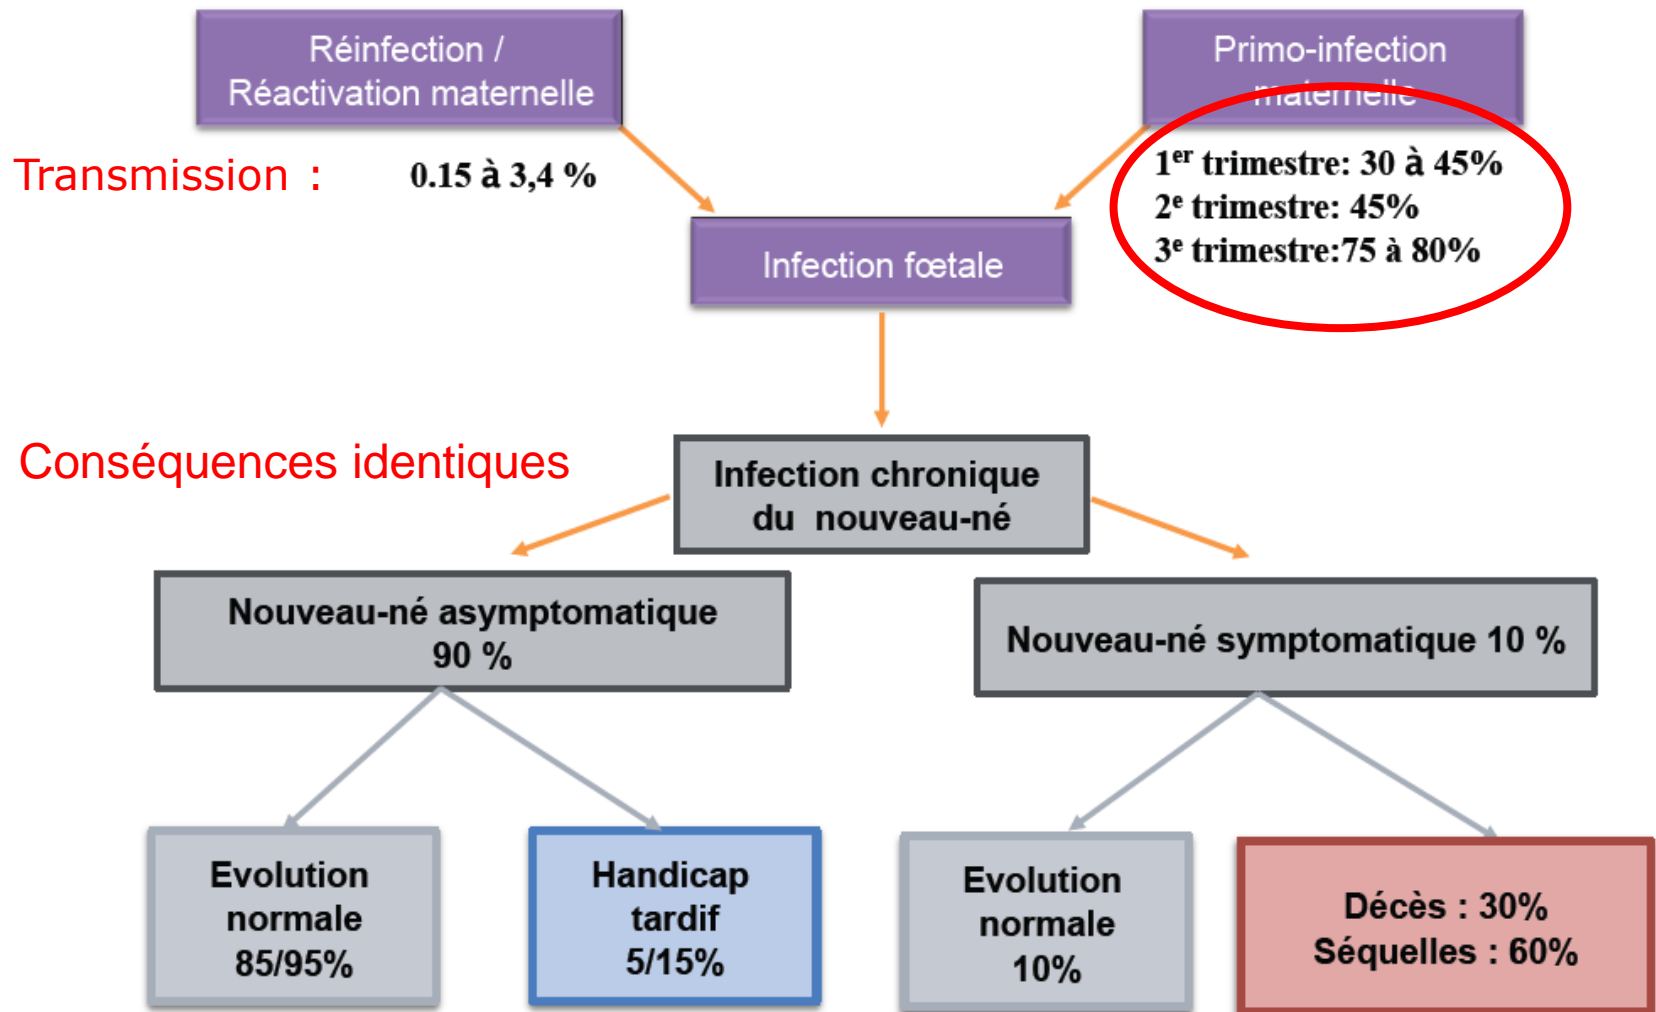 Réinfection /
Réactivation maternelle
Primo-infection
maternelle
Transmission :
0.15 à 3,4 %
1er trimestre: 30 à 45%
2e trimestre: 45%
3e trimestre:75 à 80%
Infection fœtale
Conséquences identiques
Infection chronique
du nouveau-né
Nouveau-né asymptomatique
90 %
Nouveau-né symptomatique 10 %
Evolution
normale
85/95%
Handicap
tardif
5/15%
Evolution
normale
10%
Décès : 30%
Séquelles : 60%